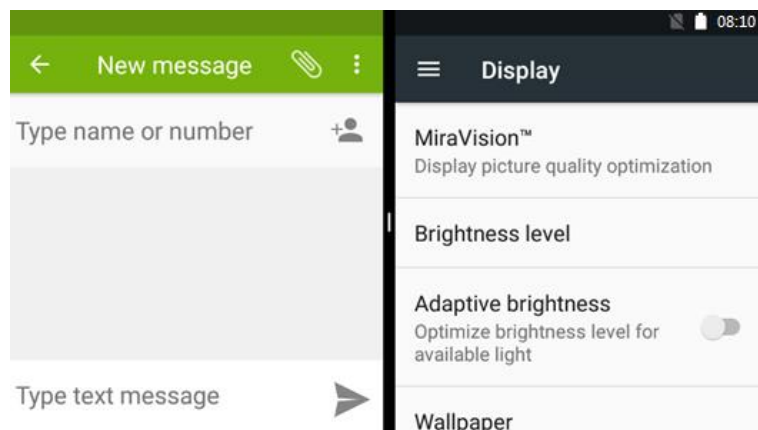 New message
Type name or number
Type text message
08:10
Display
MiraVision™
Display picture quality optimization
Brightness level
Adaptive brightness
Optimize brightness level for
available light
Wallpaper